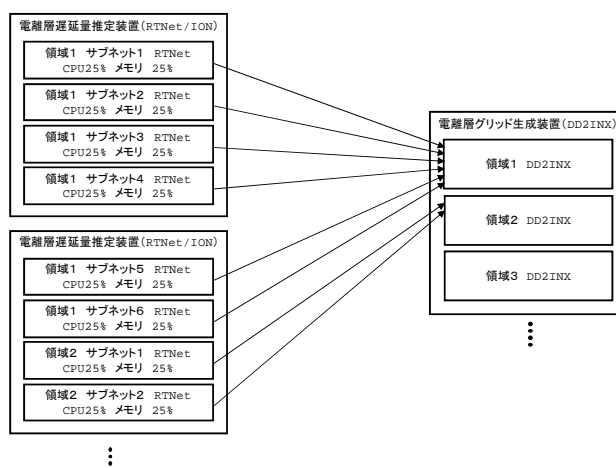 電離層遅延量推定装置(RTNet/ION)
領域1 サブネット1 RTNet
CPU25% メモリ 25%
領域1 サブネット2 RTNet
CPU25% メモリ 25%
領域1 サブネット3 RTNet
CPU25% メモリ 25%
領域1 サブネット4 RTNet
CPU25% メモリ 25%
電離層遅延量推定装置(RTNet/ION)
領域1 サブネット5 RTNet
CPU25% メモリ 25%
領域1 サブネット6 RTNet
CPU25% メモリ 25%
領域2 サブネット1 RTNet
CPU25% メモリ 25%
領域2 サブネット2 RTNet
CPU25% メモリ 25%
電離層グリッド生成装置(DD2INX)
領域1 DD2INX
領域2 DD2INX
領域3 DD2INX